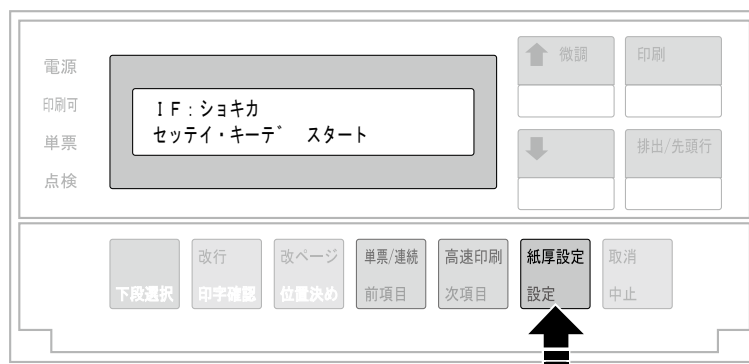 電源
印刷可
単票
点検
IF:ショキカ
セッテイ・キーデ゛ スタート
微調
印刷
排出/先頭行
下段選択
改行
印字確認
改ページ
位置決め
単票/連続
前項目
高速印刷
次項目
紙厚設定
設定
取消
中止